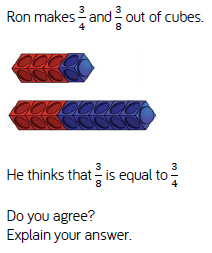 Ron makes 3/4 and 3/8 out of cubes.
He thinks that 3/8 is equal to 3/4
Do you agree?
Explain your answer.